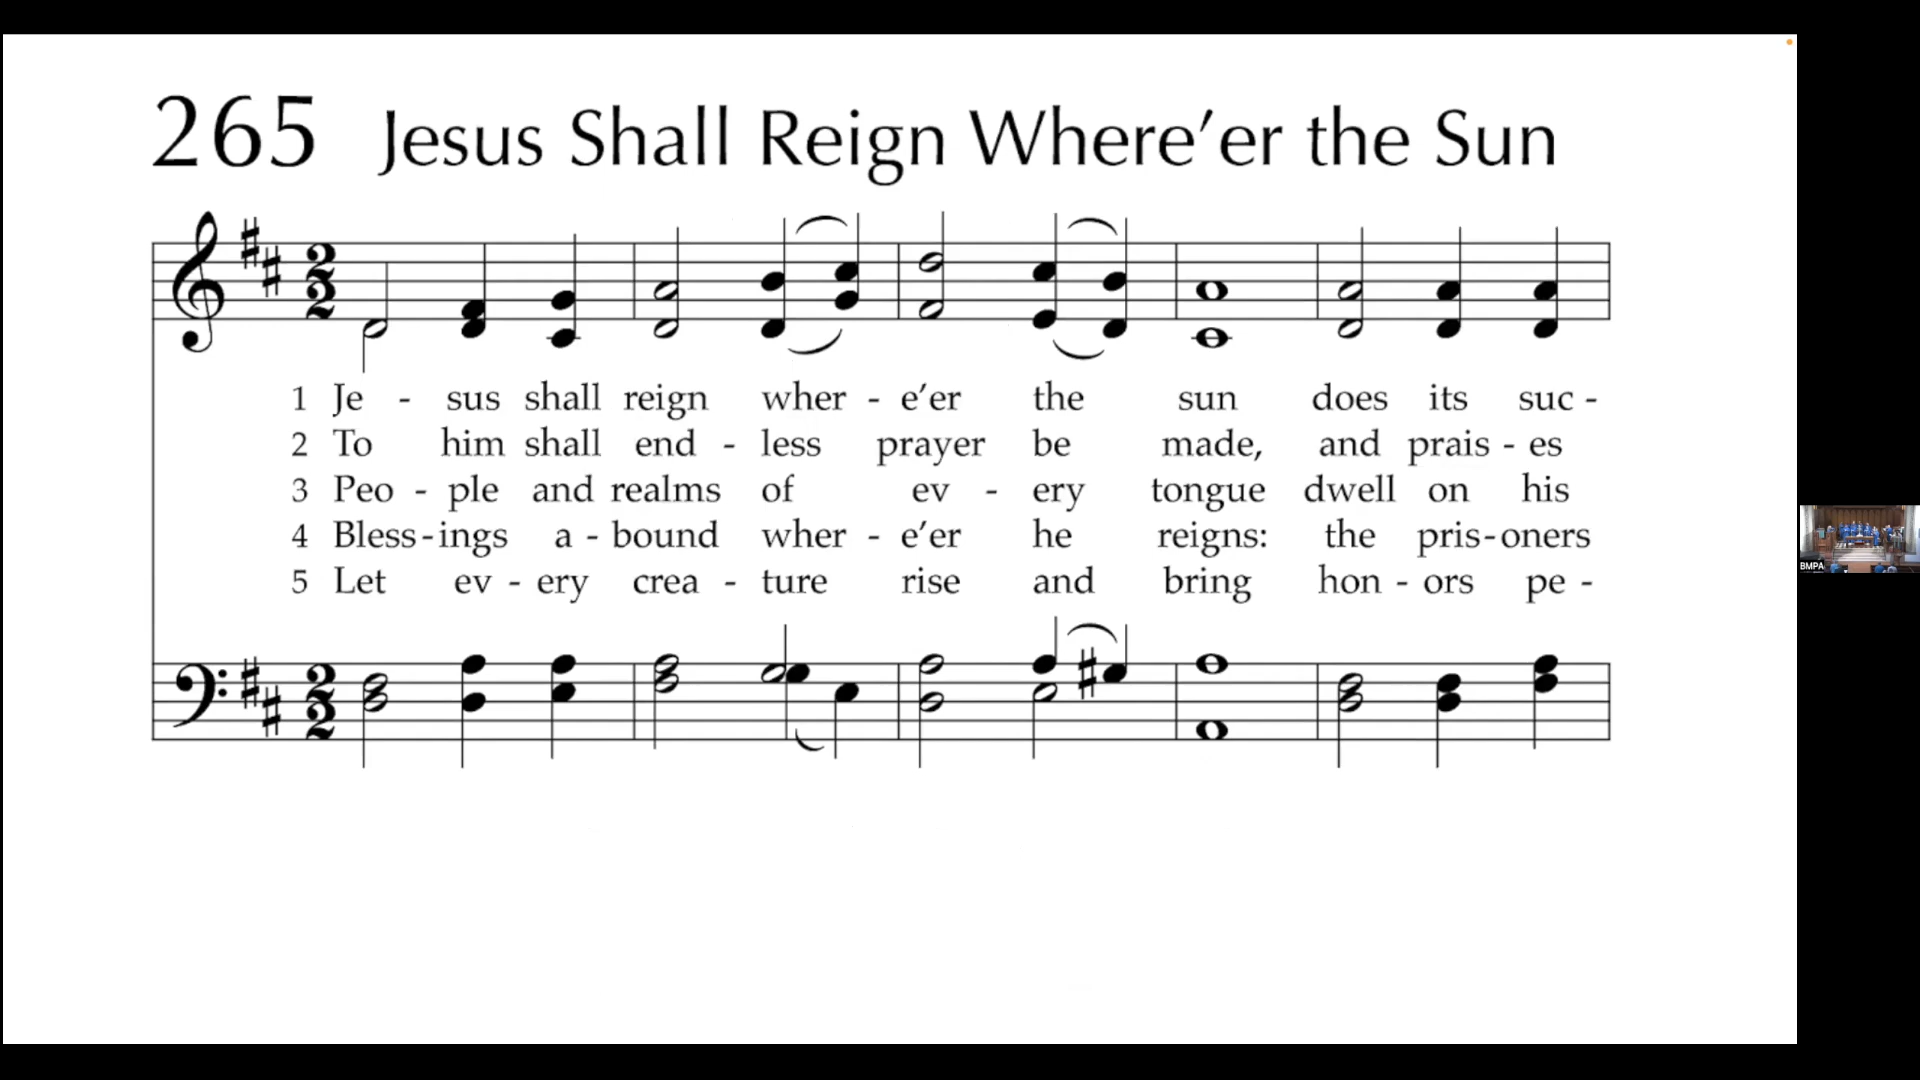 265 Jesus Shall Reign Where’er the Sun
1 Je - sus shall reign wher - e’er the sun does its suc -
2 To him shall end - less prayer be made, and prais - es
3 Peo - ple and realms of ev - ery tongue dwell on his
4 Bless - ings a - bound wher - e’er he reigns: the pris - oners
5 Let ev - ery crea - ture rise and bring hon - ors pe -
BMPA